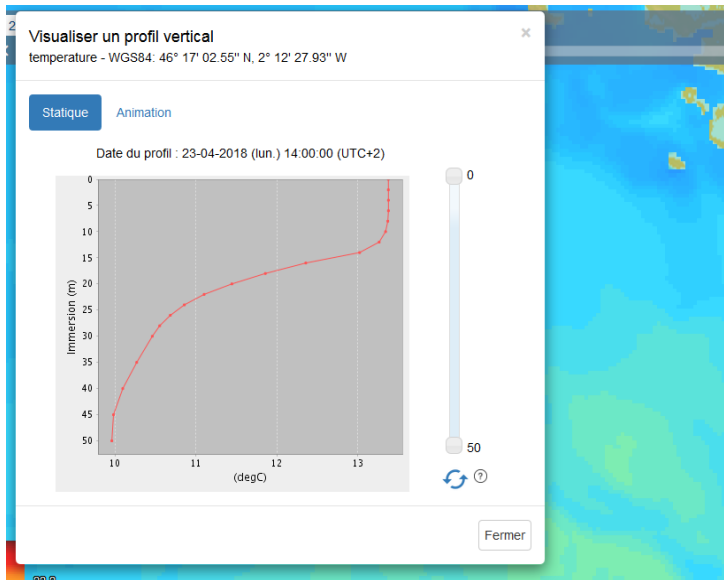 2
Visualiser un profil vertical
×
temperature - WGS84: 46° 17' 02.55" N, 2° 12' 27.93" W
Statique
Animation
Date du profil : 23-04-2018 (lun.) 14:00:00 (UTC+2)
0
5
10
15
20
25
30
35
40
45
50
Immersion (m)
10 11 12 13
(degC)
0
50
?
Fermer